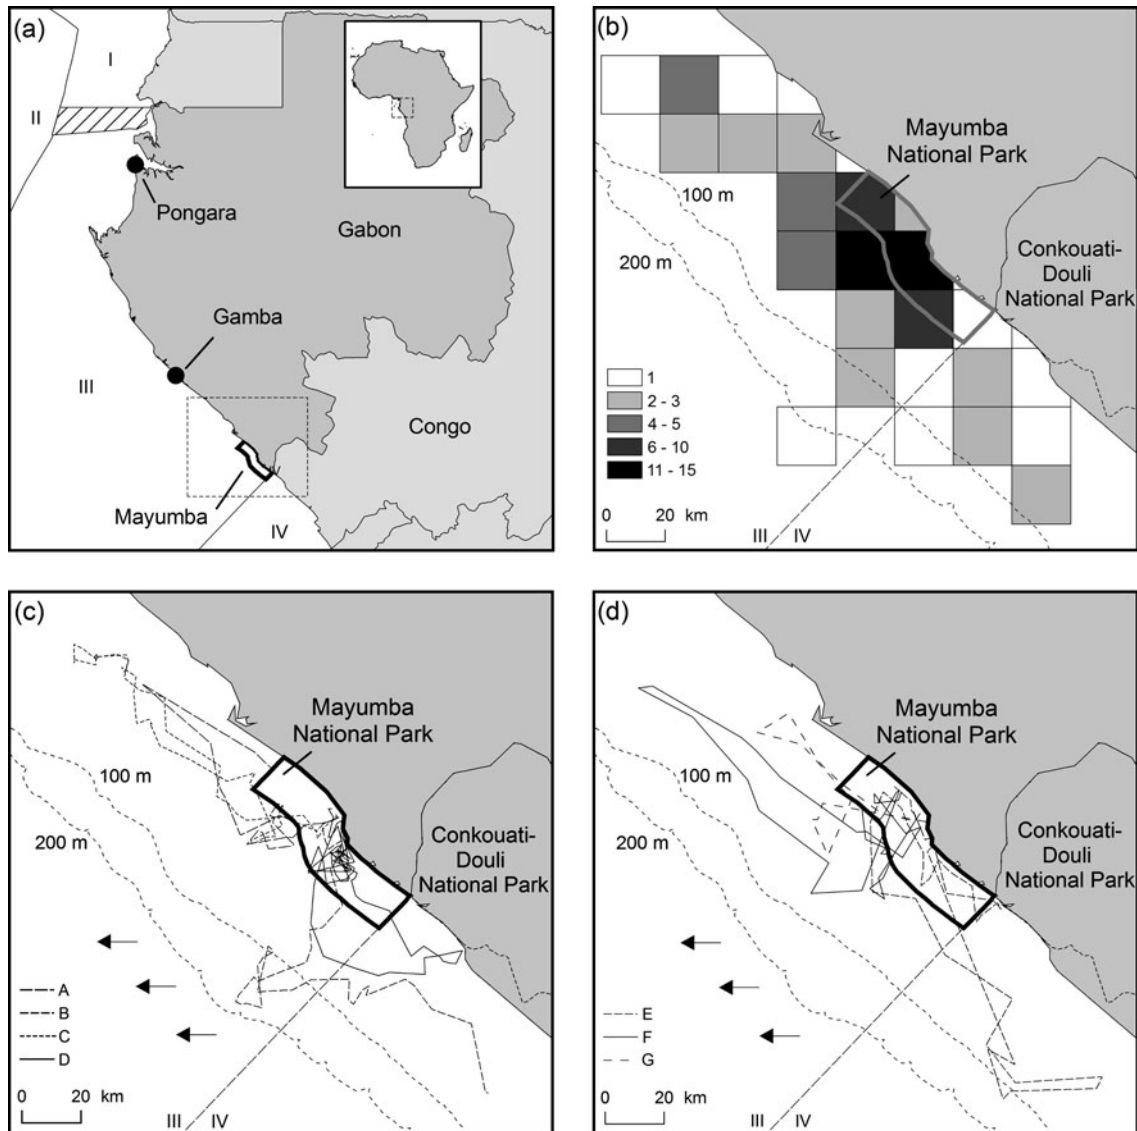 (a)
I
II
Pongara
Gabon
Gamba
III
Congo
Mayumba
IV
(b)
Mayumba
National Park
100 m
200 m
Conkouati-
Douli
National Park
1
2 - 3
4 - 5
6 - 10
11 - 15
0 20 km
III IV
(c)
Mayumba
National Park
100 m
200 m
Conkouati-
Douli
National Park
A
B
C
D
0 20 km
III IV
(d)
Mayumba
National Park
100 m
200 m
Conkouati-
Douli
National Park
E
F
G
0 20 km
III IV